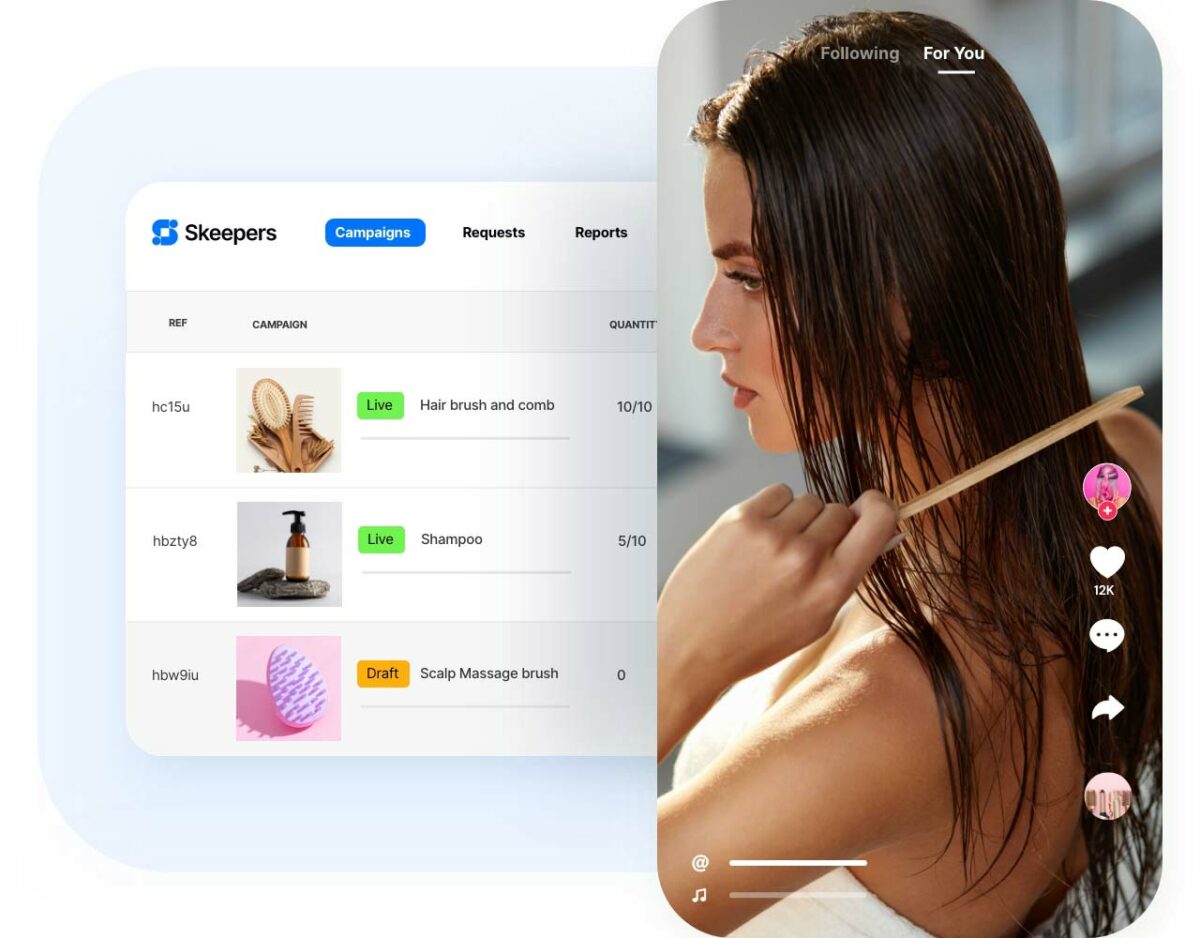 Following For You
Skeepers Campaigns Requests Reports
REF CAMPAIGN QUANTIT
hc15u Live Hair brush and comb 10/10
hbzty8 Live Shampoo 5/10
hbw9iu Draft Scalp Massage brush 0
12K
@